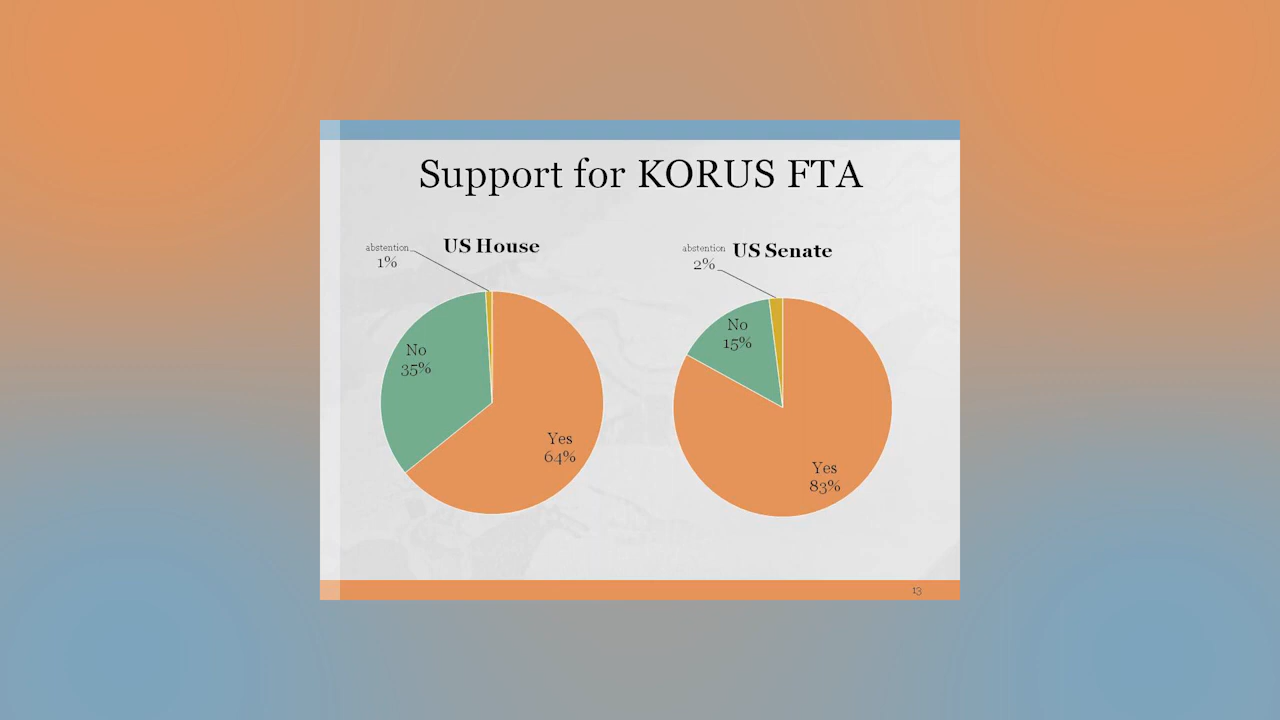 Support for KORUS FTA
US House
abstention
1%
No
35%
Yes
64%
US Senate
abstention
2%
No
15%
Yes
83%
13